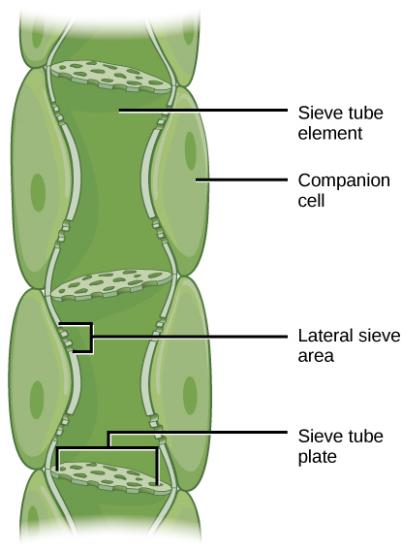 Sieve tube
element
Companion
cell
Lateral sieve
area
Sieve tube
plate